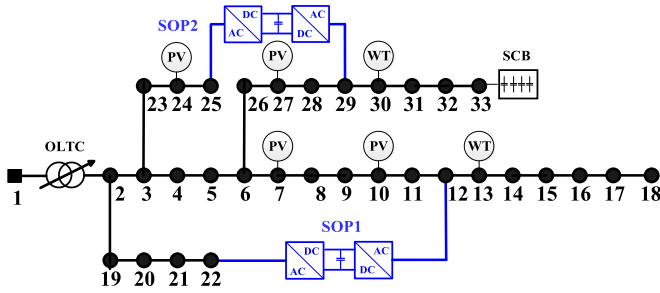 SOP2
DC
AC
AC
DC
PV
PV
WT
SCB
23 24 25 26 27 28 29 30 31 32 33
OLTC
PV
PV
WT
1 2 3 4 5 6 7 8 9 10 11 12 13 14 15 16 17 18
SOP1
DC
AC
AC
DC
19 20 21 22